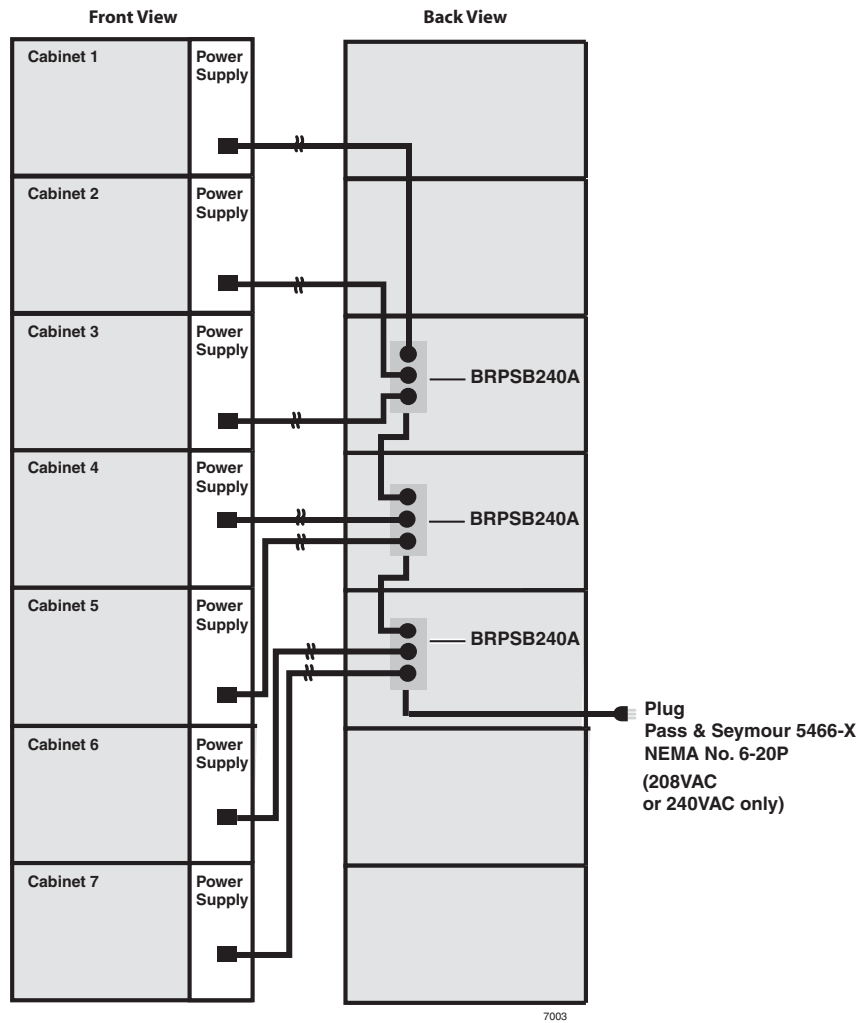 Front View
Back View
Cabinet 1
Power
Supply
Cabinet 2
Power
Supply
Cabinet 3
Power
Supply
BRPSB240A
Cabinet 4
Power
Supply
BRPSB240A
Cabinet 5
Power
Supply
BRPSB240A
Plug
Pass & Seymour 5466-X
NEMA No. 6-20P
(208VAC
or 240VAC only)
Cabinet 6
Power
Supply
Cabinet 7
Power
Supply
7003